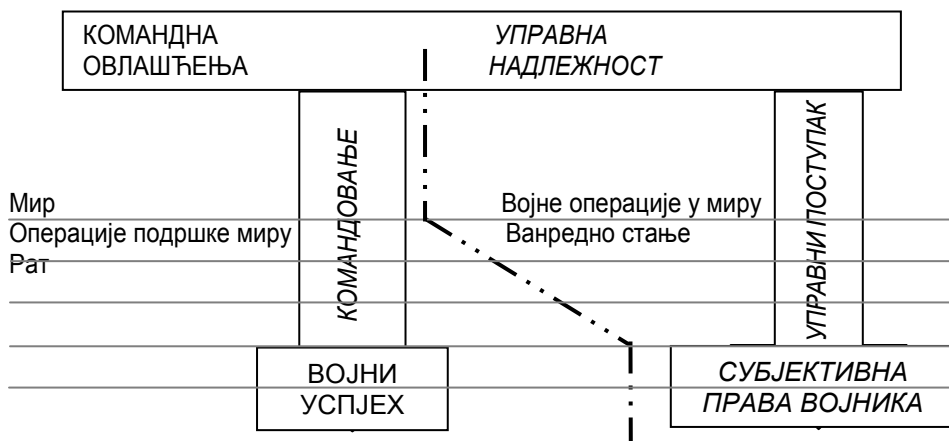 КОМАНДНА
ОВЛАШЋЕЊА
УПРАВНА
НАДЛЕЖНОСТ
КОМАНДОВАЊЕ
УПРАВНИ ПОСТУПАК
Мир
Војне операције у миру
Операције подршке миру
Ванредно стање
Рат
ВОЈНИ
УСПЈЕХ
СУБЈЕКТИВНА
ПРАВА ВОЈНИКА